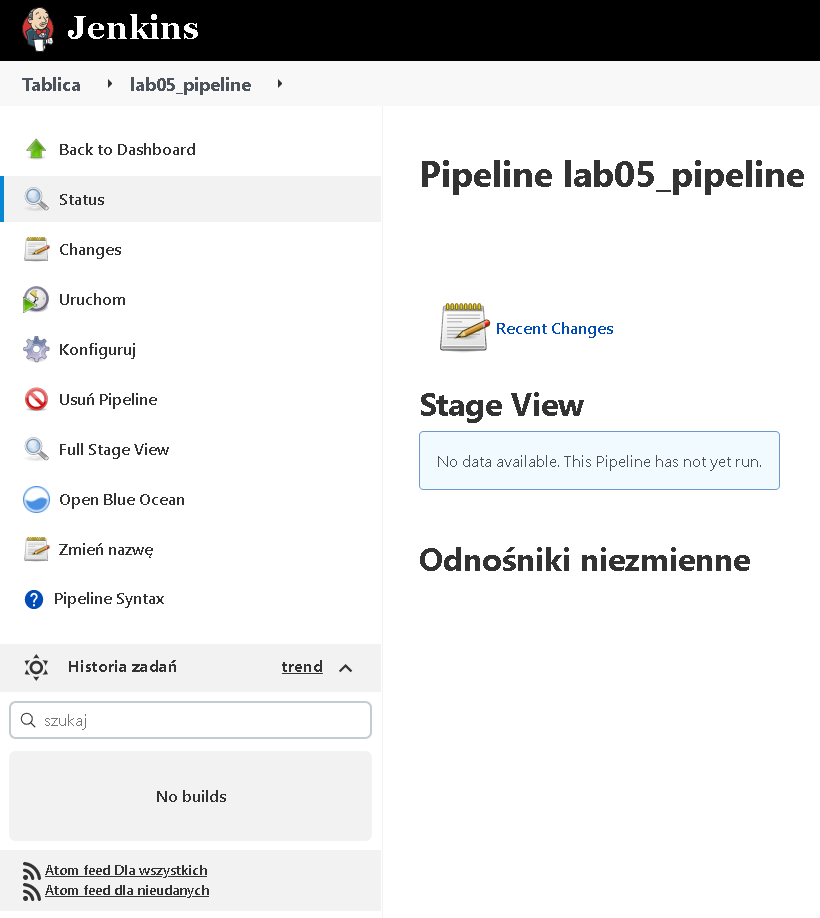 Jenkins
Tablica
lab05_pipeline
Back to Dashboard
Status
Changes
Uruchom
Konfiguruj
Usuń Pipeline
Full Stage View
Open Blue Ocean
Zmień nazwę
? Pipeline Syntax
Historia zadań trend
szukaj
No builds
Atom feed Dla wszystkich
Atom feed dla nieudanych
Pipeline lab05_pipeline
Recent Changes
Stage View
No data available. This Pipeline has not yet run.
Odnośniki niezmienne